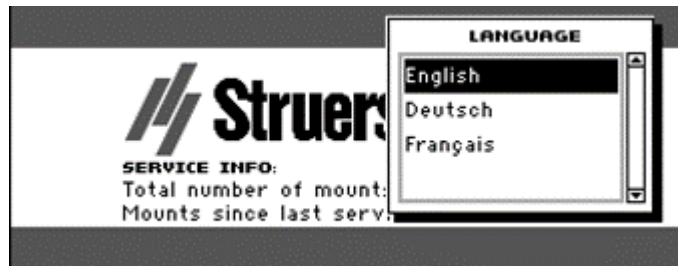 LANGUAGE
English
Deutsch
Français
Struers
SERVICE INFO:
Total number of mount
Mounts since last serv